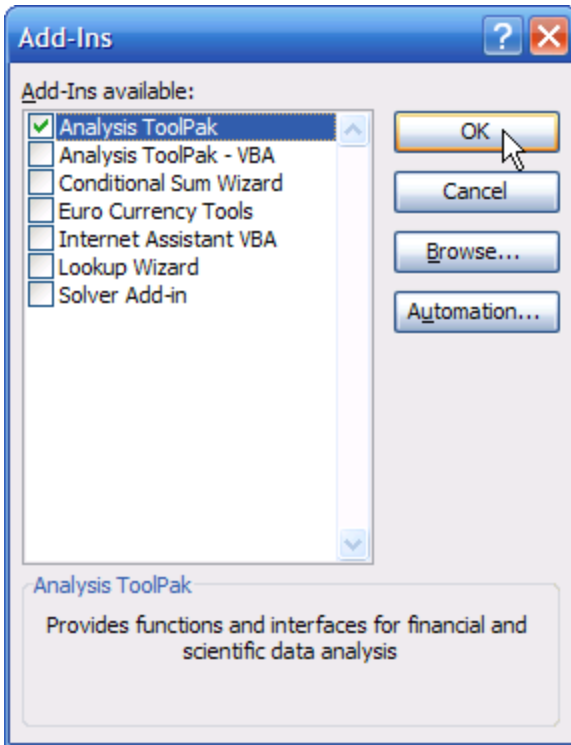 Add-Ins
?
Add-Ins available:
Analysis ToolPak
Analysis ToolPak - VBA
Conditional Sum Wizard
Euro Currency Tools
Internet Assistant VBA
Lookup Wizard
Solver Add-in
OK
Cancel
Browse...
Automation...
Analysis ToolPak
Provides functions and interfaces for financial and
scientific data analysis